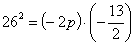 26² = (−2p)·(−13/2)